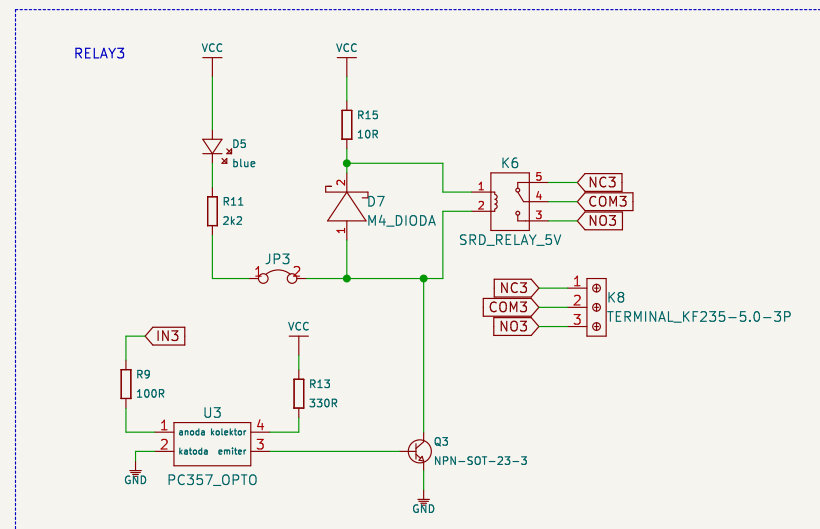 RELAY3
VCC
VCC
R15
10R
D5
blue
R11
2k2
2
D7
M4_DIODA
1
K6
1
2
5
4
3
NC3
COM3
NO3
SRD_RELAY_5V
JP3
1
2
NC3
COM3
NO3
1
2
3
K8
TERMINAL_KF235-5.0-3P
IN3
VCC
R9
100R
R13
330R
U3
1
2
anoda kolektor
katoda emiter
4
3
PC357_OPTO
GND
Q3
NPN-SOT-23-3
GND